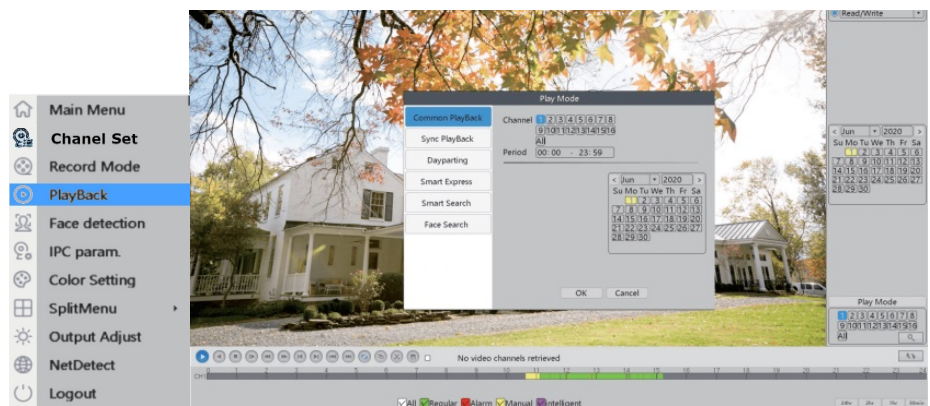 Main Menu
Chanel Set
Record Mode
PlayBack
Face detection
IPC param.
Color Setting
SplitMenu
Output Adjust
NetDetect
Logout
Play Mode
Common PlayBack
Sync PlayBack
Dayparting
Smart Express
Smart Search
Face Search
Channel 1 2 3 4 5 6 7 8
9 10 11 12 13 14 15 16
All
Period 00: 00 - 23: 59
< Jun 2020 >
Su Mo Tu We Th Fr Sa
1 2 3 4 5 6
7 8 9 10 11 12 13
14 15 16 17 18 19 20
21 22 23 24 25 26 27
28 29 30
OK Cancel
Read/Write
< Jun 2020 >
Su Mo Tu We Th Fr Sa
1 2 3 4 5 6
7 8 9 10 11 12 13
14 15 16 17 18 19 20
21 22 23 24 25 26 27
28 29 30
Play Mode
1 2 3 4 5 6 7 8
9 10 11 12 13 14 15 16
All
No video channels retrieved
0 1 2 3 4 5 6 7 8 9 10 11 12 13 14 15 16 17 18 19 20 21 22 23 24
CH1
All Regular Alarm Manual Intelligent
24hr 2hr 1hr 30min